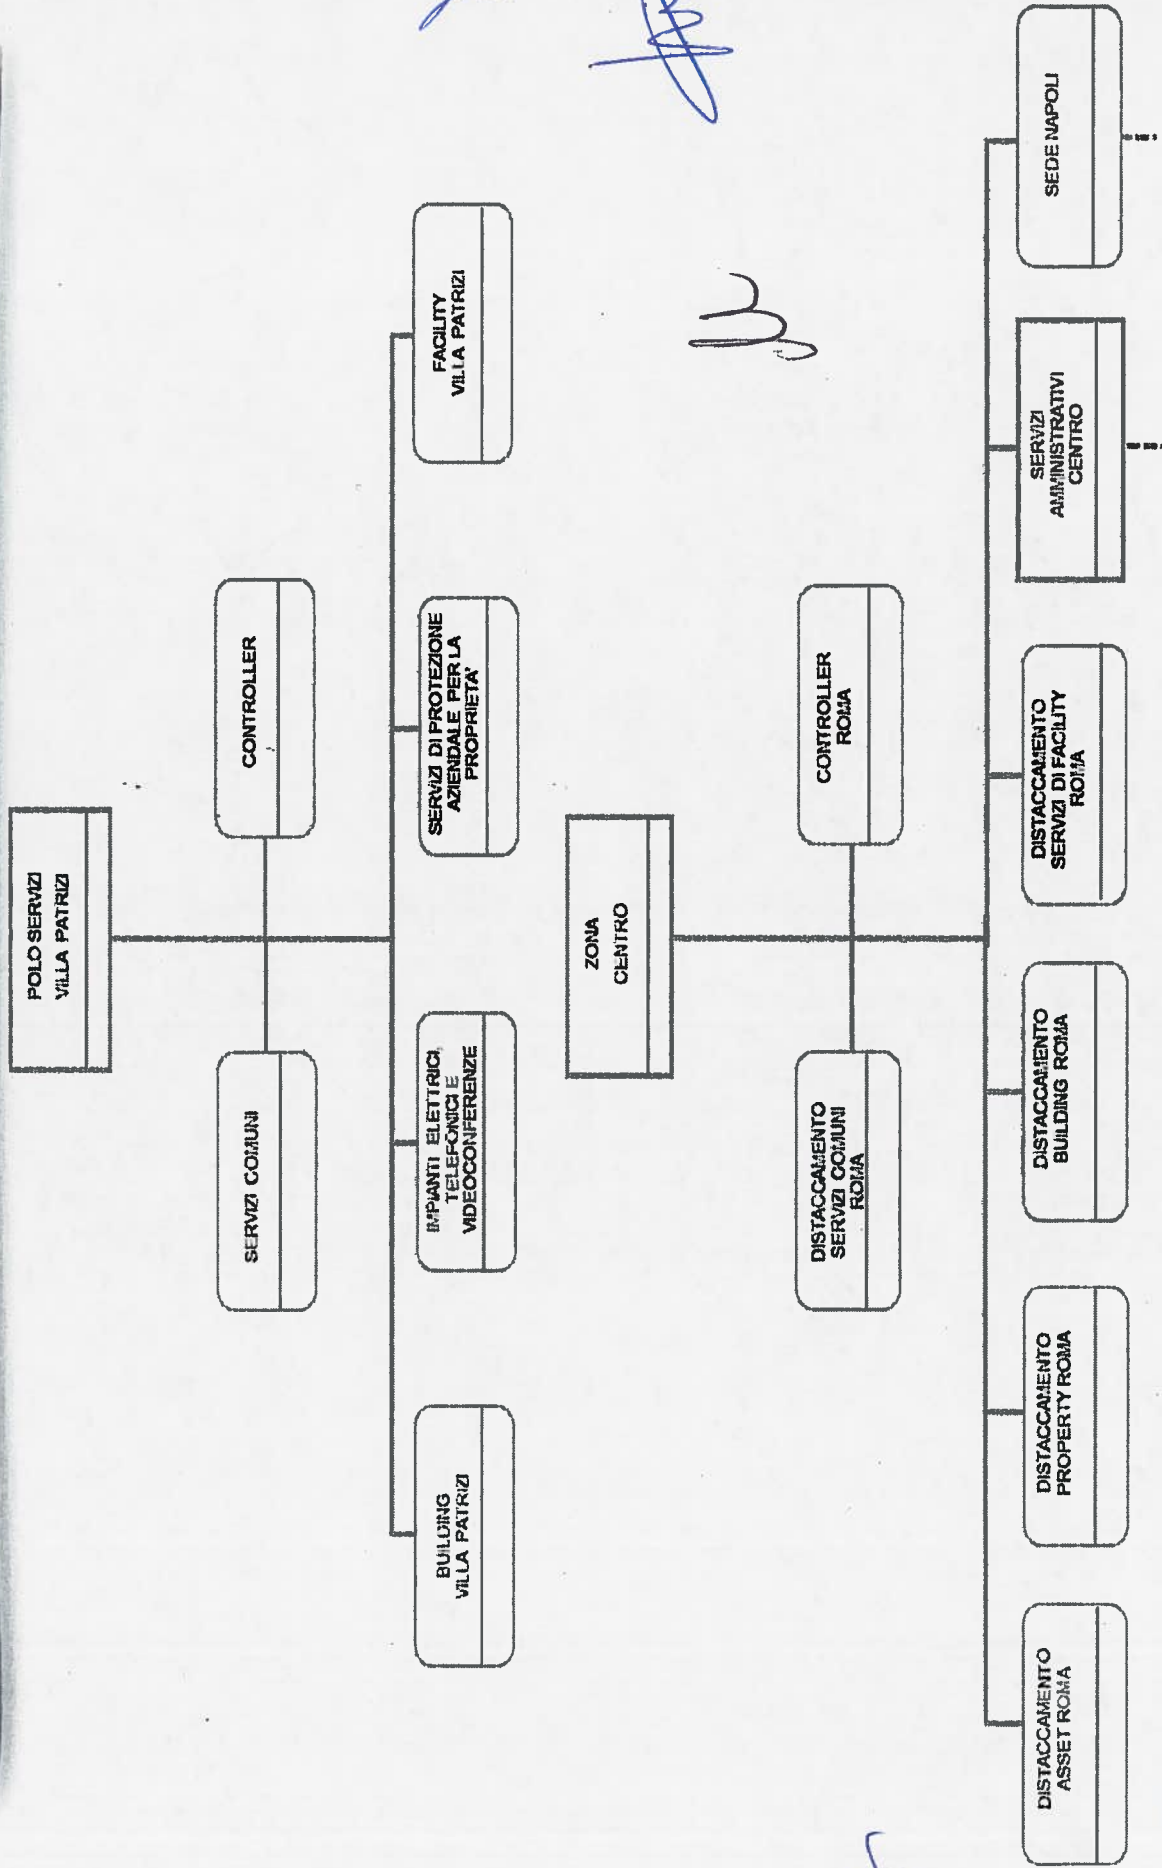 POLO SERVIZI
VILLA PATRIZI
SERVIZI COMUNI
CONTROLLER
BUILDING
VILLA PATRIZI
IMPIANTI ELETTRICI,
TELEFONICI E
VIDEOCONFERENZE
SERVIZI DI PROTEZIONE
AZIENDALE PER LA
PROPRIETA'
FACILITY
VILLA PATRIZI
ZONA
CENTRO
DISTACCAMENTO
SERVIZI COMUNI
ROMA
CONTROLLER
ROMA
DISTACCAMENTO
ASSET ROMA
DISTACCAMENTO
PROPERTY ROMA
DISTACCAMENTO
BUILDING ROMA
DISTACCAMENTO
SERVIZI DI FACILITY
ROMA
SERVIZI
AMMINISTRATIVI
CENTRO
SEDE NAPOLI